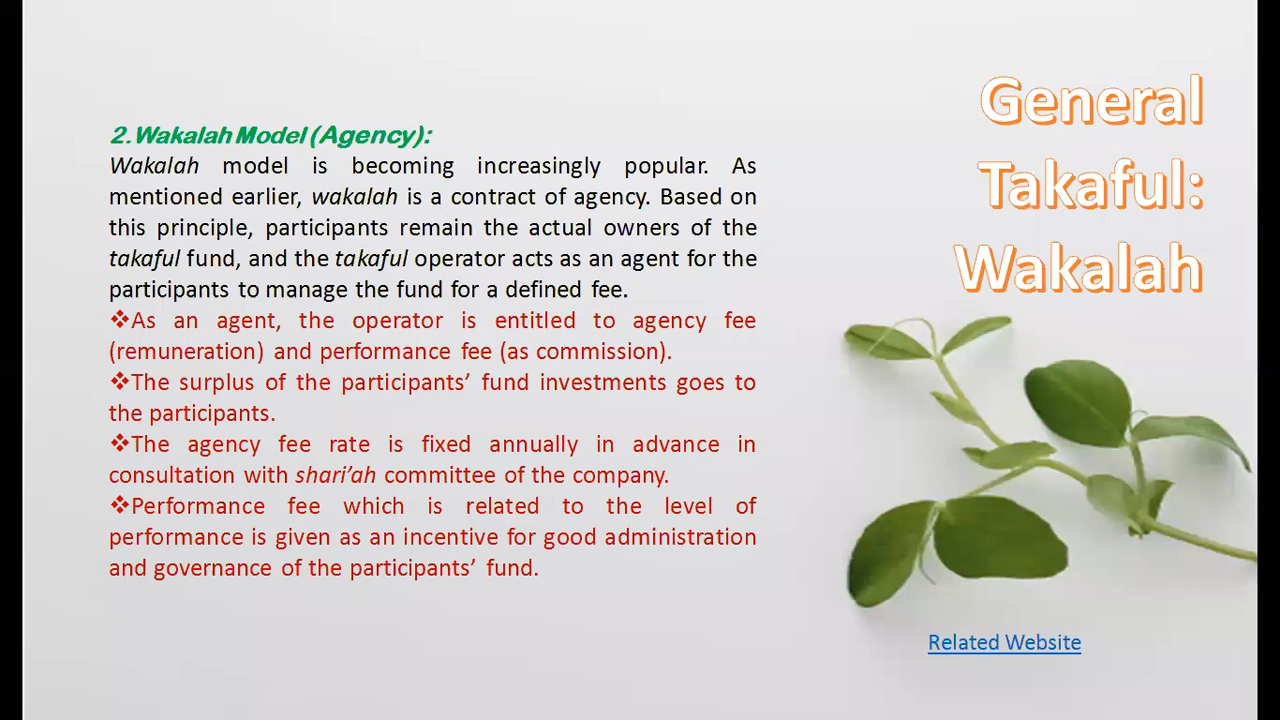 General
Takaful:
Wakalah
2.Wakalah Model (Agency):
Wakalah model is becoming increasingly popular. As
mentioned earlier, wakalah is a contract of agency. Based on
this principle, participants remain the actual owners of the
takaful fund, and the takaful operator acts as an agent for the
participants to manage the fund for a defined fee.
❖As an agent, the operator is entitled to agency fee
(remuneration) and performance fee (as commission).
❖The surplus of the participants’ fund investments goes to
the participants.
❖The agency fee rate is fixed annually in advance in
consultation with shari’ah committee of the company.
❖Performance fee which is related to the level of
performance is given as an incentive for good administration
and governance of the participants’ fund.
Related Website